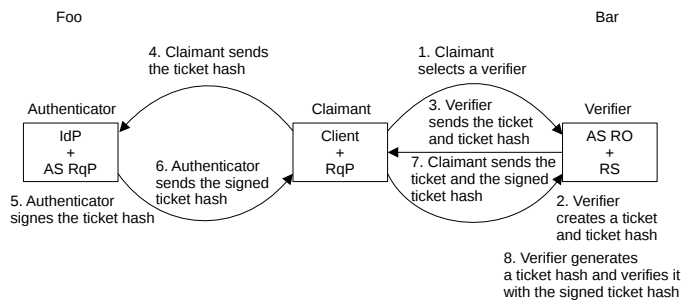 Foo
Bar
4. Claimant sends
the ticket hash
1. Claimant
selects a verifier
Authenticator
Claimant
Verifier
3. Verifier
sends the ticket
and ticket hash
IdP
+
AS RqP
Client
+
RqP
AS RO
+
RS
6. Authenticator
sends the signed
ticket hash
7. Claimant sends the
ticket and the signed
ticket hash
5. Authenticator
signes the ticket hash
2. Verifier
creates a ticket
and ticket hash
8. Verifier generates
a ticket hash and verifies it
with the signed ticket hash